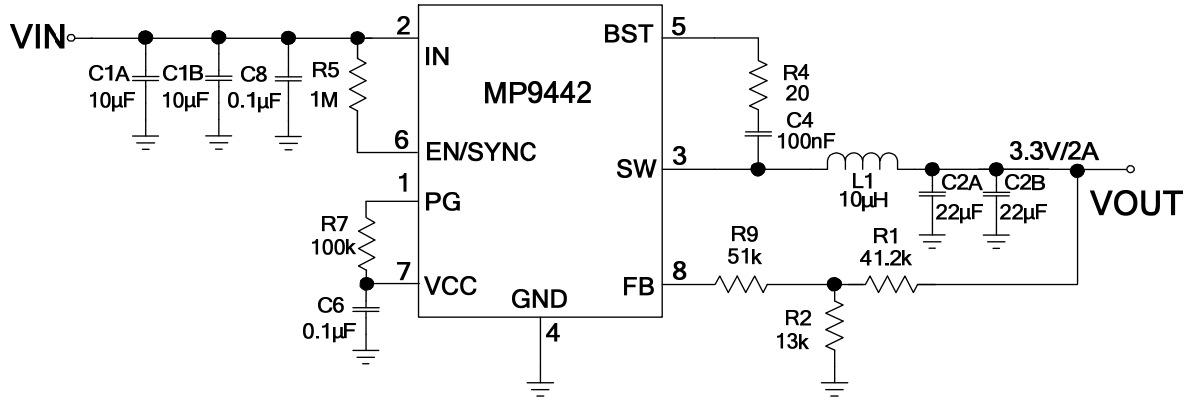 VIN
C1A
10µF
C1B
10µF
C8
0.1µF
R5
1M
2
IN
MP9442
BST
5
R4
20
C4
100nF
6
EN/SYNC
SW
3
L1
10µH
3.3V/2A
C2A
22µF
C2B
22µF
VOUT
1
PG
R7
100k
7
VCC
C6
0.1µF
GND
4
FB
8
R9
51k
R1
41.2k
R2
13k